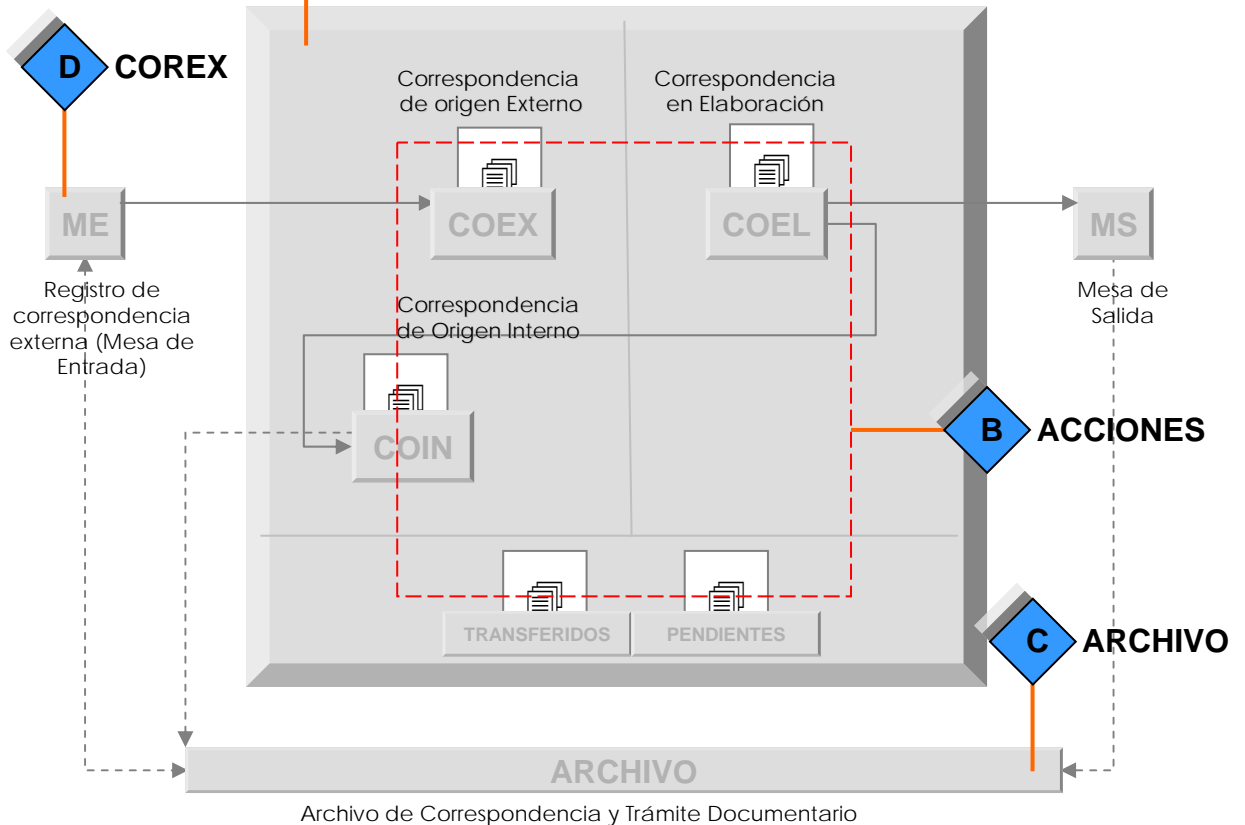 D COREX
Correspondencia
de origen Externo
Correspondencia
en Elaboración
ME
COEX
COEL
MS
Registro de
correspondencia
externa (Mesa de
Entrada)
Mesa de
Salida
Correspondencia
de Origen Interno
COIN
B ACCIONES
TRANSFERIDOS
PENDIENTES
C ARCHIVO
ARCHIVO
Archivo de Correspondencia y Trámite Documentario